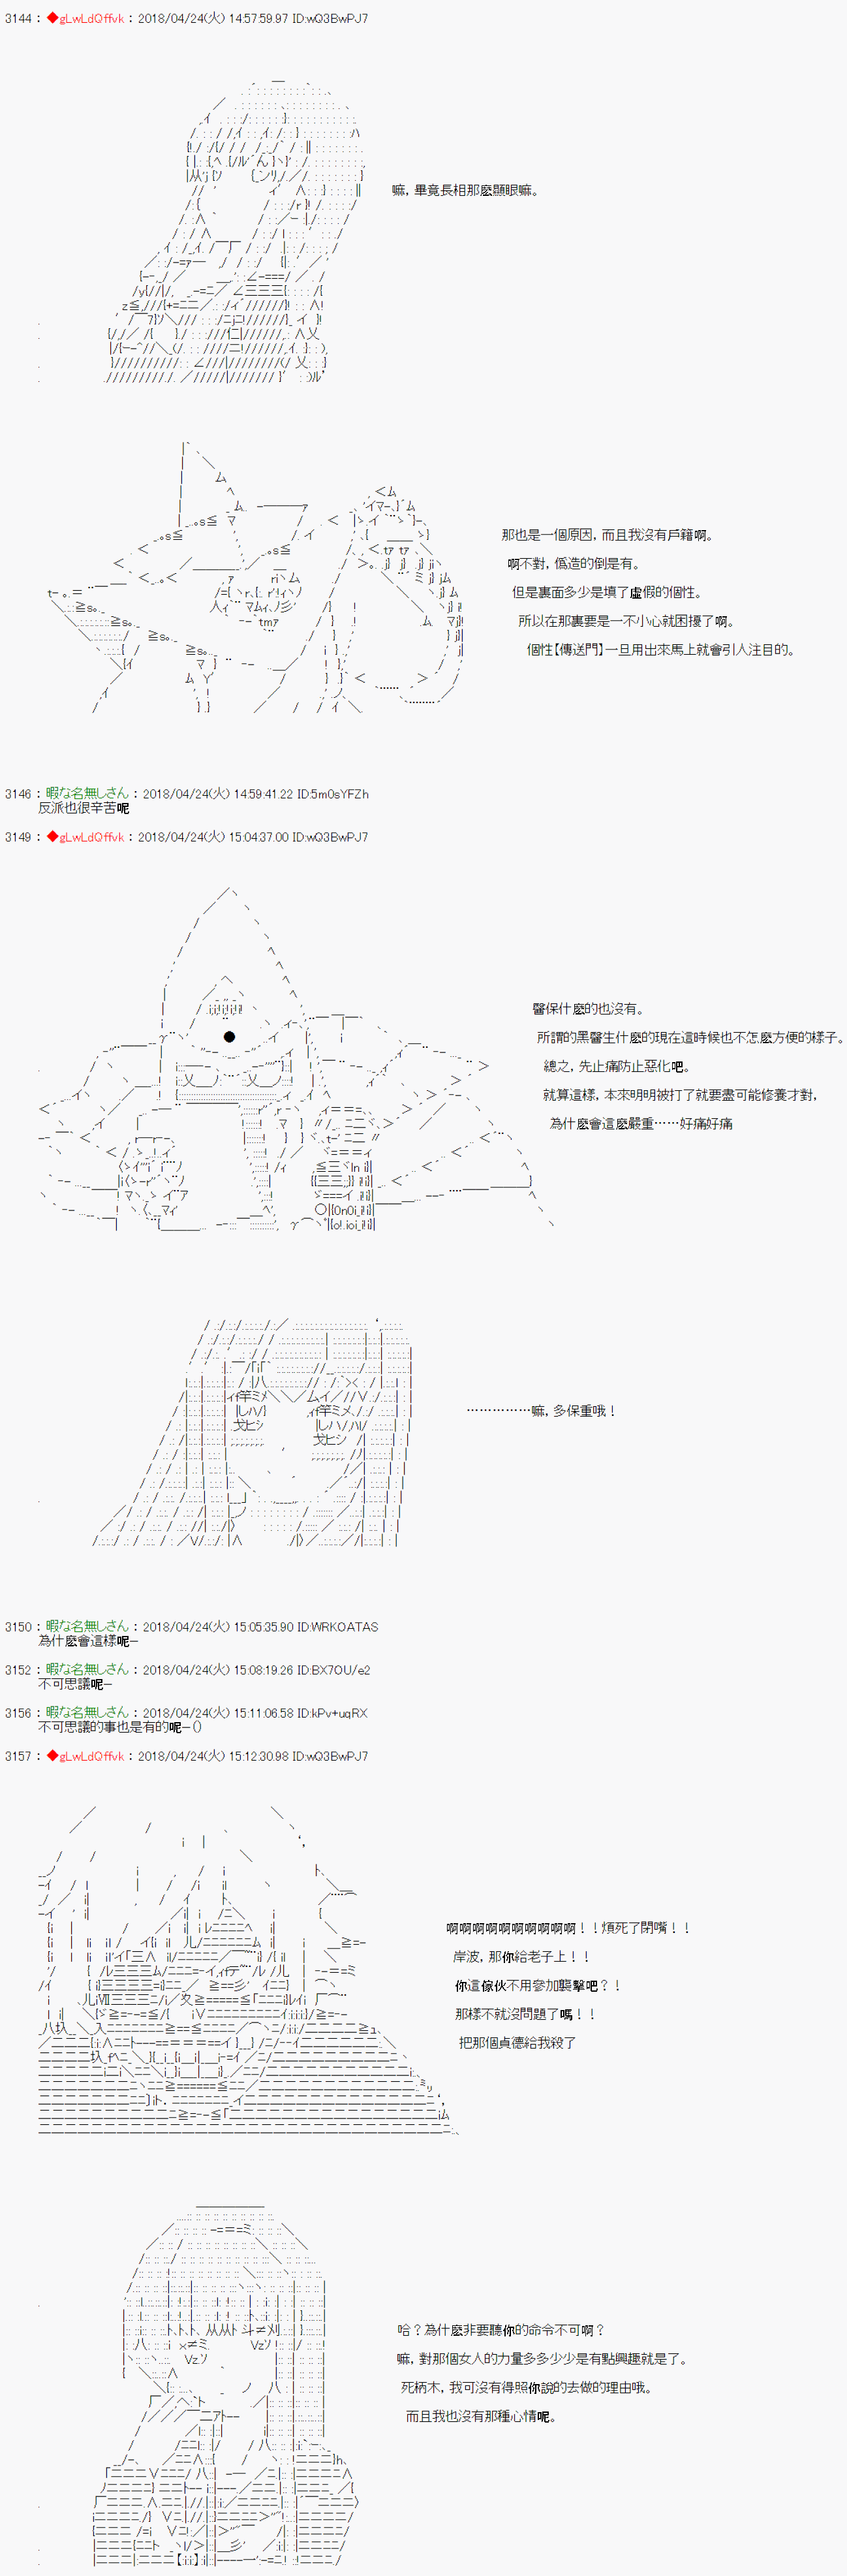 3144 : ◆gLwLdQffvk : 2018/04/24(火) 14:57:59.97 ID:wQ3BwPJ7
嘛，畢竟長相那麽顯眼嘛。
那也是一個原因，而且我沒有戶籍啊。
啊不對，僞造的倒是有。
但是裏面多少是填了虛假的個性。
所以在那裏要是一不小心就困擾了啊。
個性【傳送門】一旦用出來馬上就會引人注目的。
3146 : 暇な名無しさん : 2018/04/24(火) 14:59:41.22 ID:5m0sYFZh
反派也很辛苦呢
3149 : ◆gLwLdQffvk : 2018/04/24(火) 15:04:37.00 ID:wQ3BwPJ7
醫保什麽的也沒有。
所謂的黑醫生什麽的現在這時候也不怎麽方便的樣子。
總之，先止痛防止惡化吧。
就算這樣，本來明明被打了就要盡可能修養才對，
為什麽會這麽嚴重……好痛好痛
……………嘛，多保重哦！
3150 : 暇な名無しさん : 2018/04/24(火) 15:05:35.90 ID:WRKOATAS
為什麽會這樣呢−
3152 : 暇な名無しさん : 2018/04/24(火) 15:08:19.26 ID:BX7OU/e2
不可思議呢−
3156 : 暇な名無しさん : 2018/04/24(火) 15:11:06.58 ID:kPv+uqRX
不可思議的事也是有的呢−()
3157 : ◆gLwLdQffvk : 2018/04/24(火) 15:12:30.98 ID:wQ3BwPJ7
啊啊啊啊啊啊啊啊啊啊！！煩死了閉嘴！！
岸波，那你給老子上！！
你這傢伙不用參加襲擊吧？！
那樣不就沒問題了嗎！！
把那個貞德給我殺了
哈？為什麽非要聽你的命令不可啊？
嘛，對那個女人的力量多多少少是有點興趣就是了。
死柄木，我可沒有得照你說的去做的理由哦。
而且我也沒有那種心情呢。